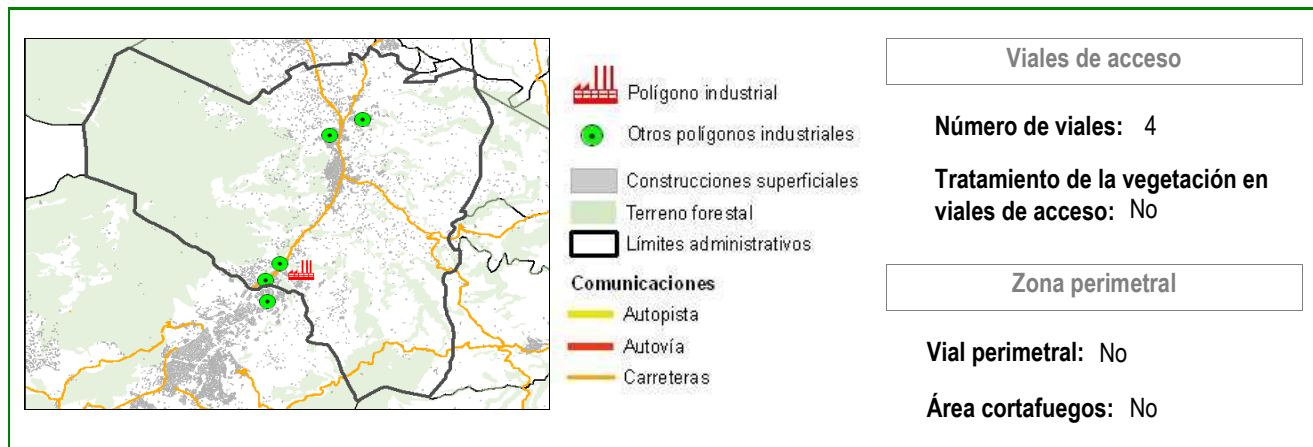 Polígono industrial
Otros polígonos industriales
Construcciones superficiales
Terreno forestal
Límites administrativos
Comunicaciones
Autopista
Autovía
Carreteras
Viales de acceso
Número de viales: 4
Tratamiento de la vegetación en
viales de acceso: No
Zona perimetral
Vial perimetral: No
Área cortafuegos: No